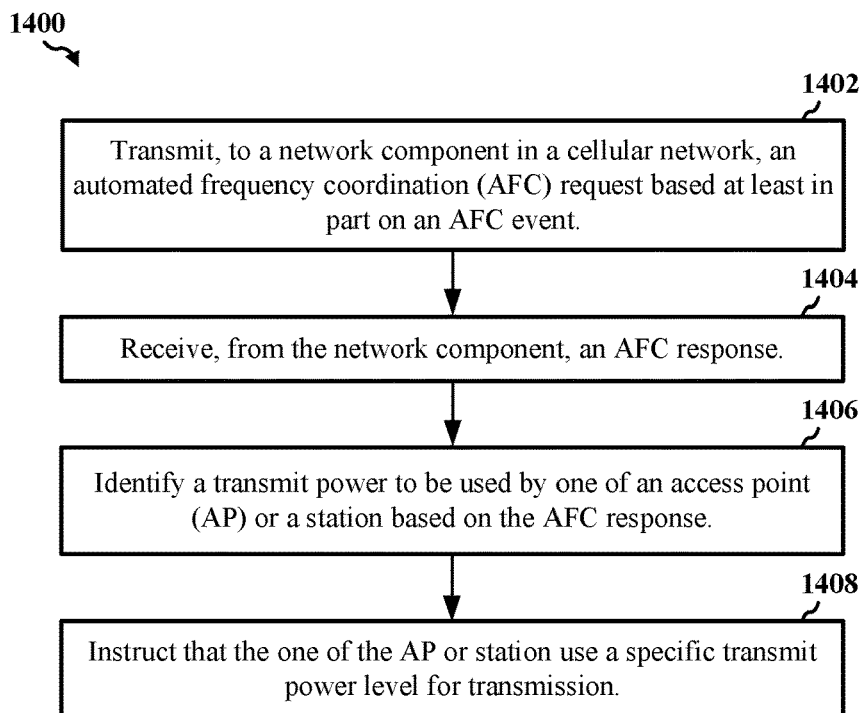 1400
1402
Transmit, to a network component in a cellular network, an
automated frequency coordination (AFC) request based at least in
part on an AFC event.
1404
Receive, from the network component, an AFC response.
1406
Identify a transmit power to be used by one of an access point
(AP) or a station based on the AFC response.
1408
Instruct that the one of the AP or station use a specific transmit
power level for transmission.